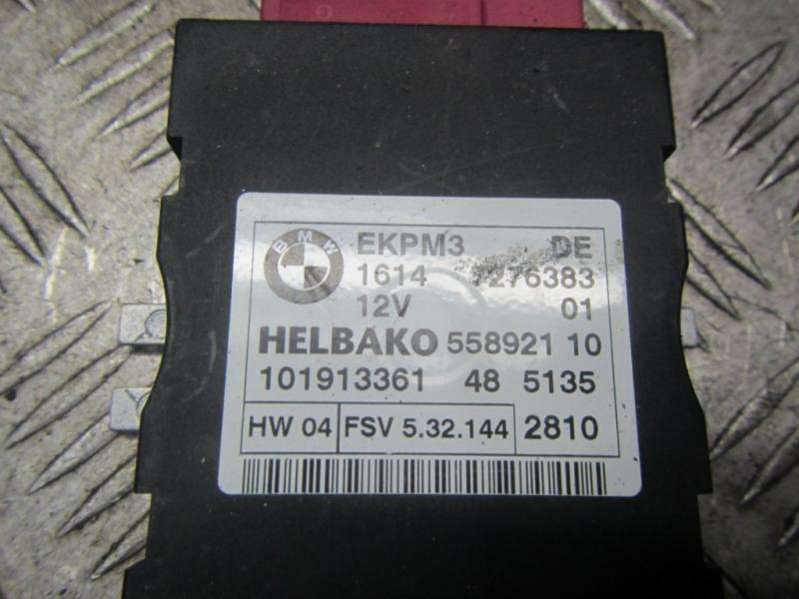 BMW
EKPM3 DE
1614 7276383
12V 01
HELBAKO 558921 10
101913361 48 5135
HW 04 FSV 5.32.144 2810